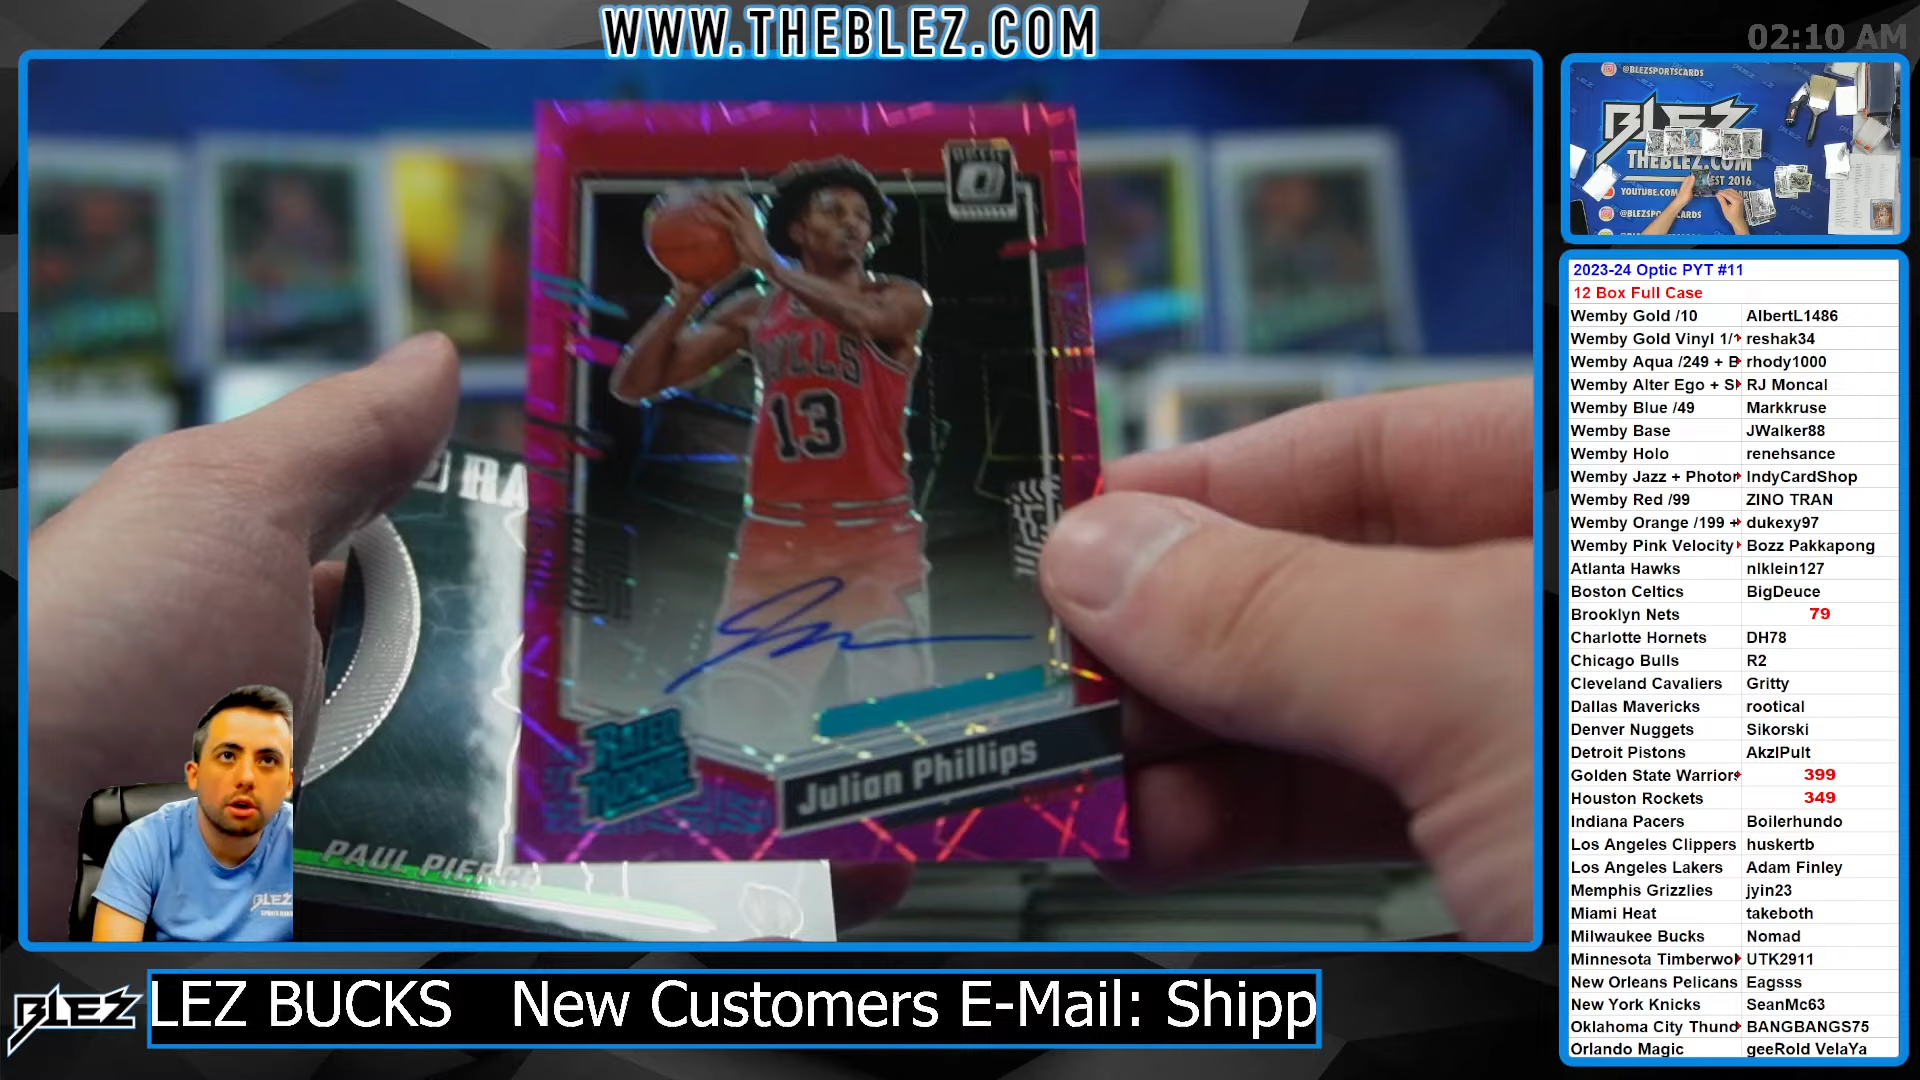 WWW.THEBLEZ.COM
02:10 AM
@BLEZSPORTSCARDS
BLEZ
THEBLEZ.COM
EST 2016
YOUTUBE.COM
OPTIC
BULLS
13
RATED
ROOKIE
Julian Phillips
PAUL PIERCE
BLEZ
2023-24 Optic PYT #11
12 Box Full Case
Wemby Gold /10 AlbertL1486
Wemby Gold Vinyl 1/ reshak34
Wemby Aqua /249 + B rhody1000
Wemby Alter Ego + S RJ Moncal
Wemby Blue /49 Markkruse
Wemby Base JWalker88
Wemby Holo renehsance
Wemby Jazz + Photor IndyCardShop
Wemby Red /99 ZINO TRAN
Wemby Orange /199 + dukexy97
Wemby Pink Velocity Bozz Pakkapong
Atlanta Hawks nlklein127
Boston Celtics BigDeuce
Brooklyn Nets 79
Charlotte Hornets DH78
Chicago Bulls R2
Cleveland Cavaliers Gritty
Dallas Mavericks rootical
Denver Nuggets Sikorski
Detroit Pistons AkzIPult
Golden State Warriors 399
Houston Rockets 349
Indiana Pacers Boilerhundo
Los Angeles Clippers huskertb
Los Angeles Lakers Adam Finley
Memphis Grizzlies jyin23
Miami Heat takeboth
Milwaukee Bucks Nomad
Minnesota Timberwol UTK2911
New Orleans Pelicans Eagsss
New York Knicks SeanMc63
Oklahoma City Thund BANGBANGS75
Orlando Magic geeRold VelaYa
BLEZ
LEZ BUCKS New Customers E-Mail: Shipp